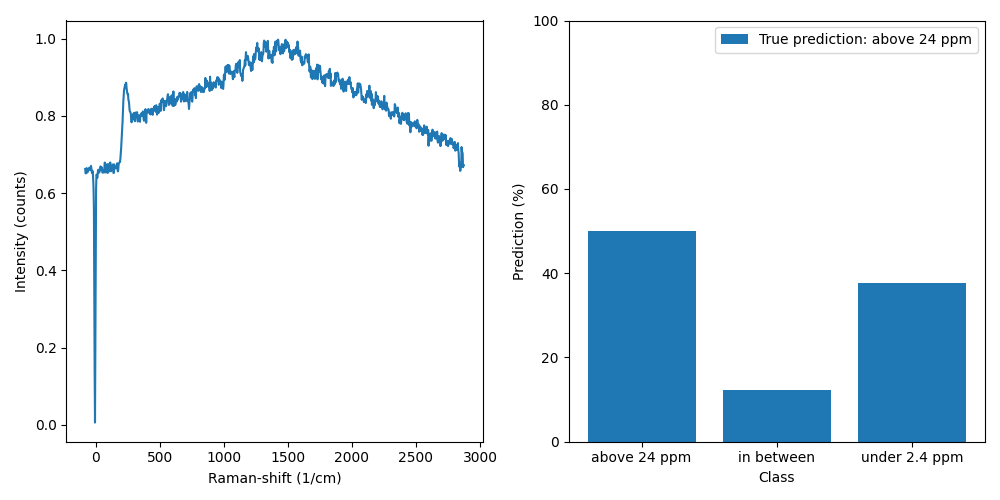 1.0
0.8
0.6
0.4
0.2
0.0
Intensity (counts)
0 500 1000 1500 2000 2500 3000
Raman-shift (1/cm)
True prediction: above 24 ppm
100
80
60
40
20
0
Prediction (%)
above 24 ppm in between under 2.4 ppm
Class